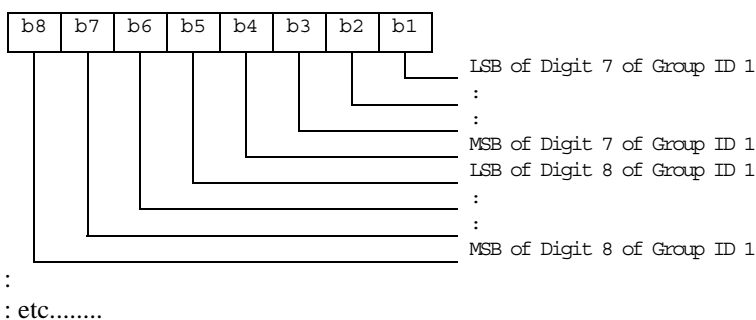 b8 b7 b6 b5 b4 b3 b2 b1
LSB of Digit 7 of Group ID 1
:
:
MSB of Digit 7 of Group ID 1
LSB of Digit 8 of Group ID 1
:
:
MSB of Digit 8 of Group ID 1
:
: etc........